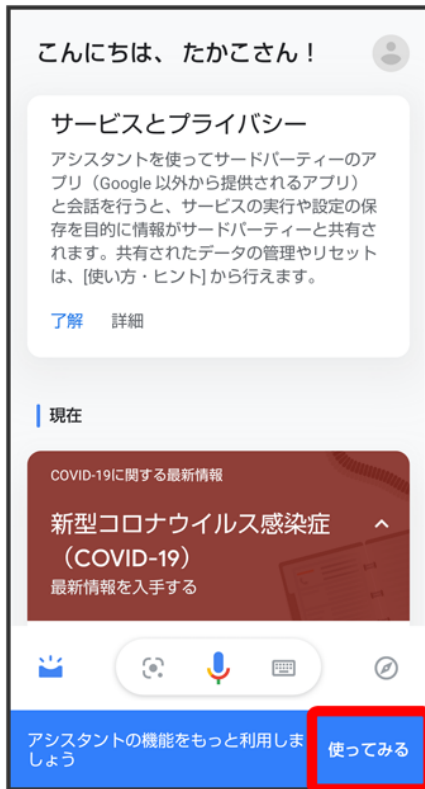 こんにちは、 たかこさん！
サービスとプライバシー
アシスタントを使ってサードパーティーのア
プリ（Google 以外から提供されるアプリ）
と会話を行うと、サービスの実行や設定の保
存を目的に情報がサードパーティーと共有さ
れます。共有されたデータの管理やリセット
は、[使い方・ヒント] から行えます。
了解 詳細
現在
COVID-19に関する最新情報
新型コロナウイルス感染症
（COVID-19）
最新情報を入手する
アシスタントの機能をもっと利用しま
しょう
使ってみる